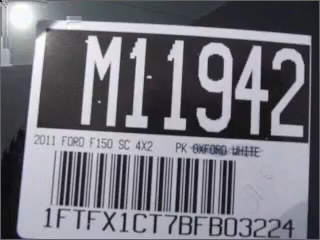 M11942
2011 FORD F150 SC 4X2 PK OXFORD WHITE
1FTFX1CT7BFB03224